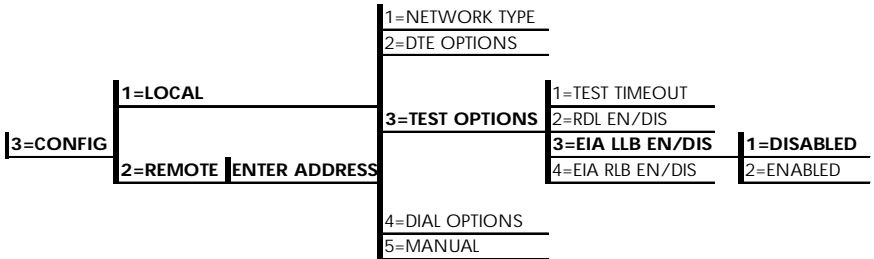 1=NETWORK TYPE
2=DTE OPTIONS
1=LOCAL
1=TEST TIMEOUT
3=TEST OPTIONS
2=RDL EN/DIS
3=CONFIG
3=EIA LLB EN/DIS
1=DISABLED
2=REMOTE
ENTER ADDRESS
4=EIA RLB EN/DIS
2=ENABLED
4=DIAL OPTIONS
5=MANUAL